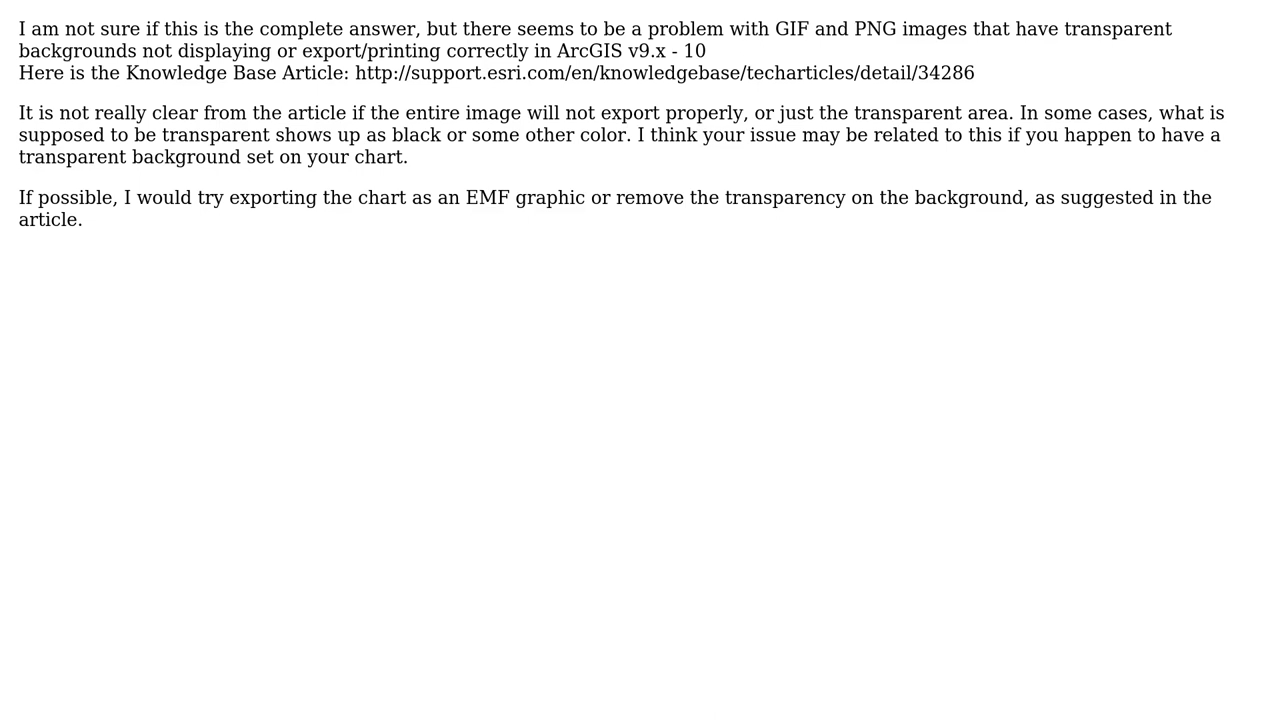 I am not sure if this is the complete answer, but there seems to be a problem with GIF and PNG images that have transparent
backgrounds not displaying or export/printing correctly in ArcGIS v9.x - 10
Here is the Knowledge Base Article: http://support.esri.com/en/knowledgebase/techarticles/detail/34286
It is not really clear from the article if the entire image will not export properly, or just the transparent area. In some cases, what is
supposed to be transparent shows up as black or some other color. I think your issue may be related to this if you happen to have a
transparent background set on your chart.
If possible, I would try exporting the chart as an EMF graphic or remove the transparency on the background, as suggested in the
article.